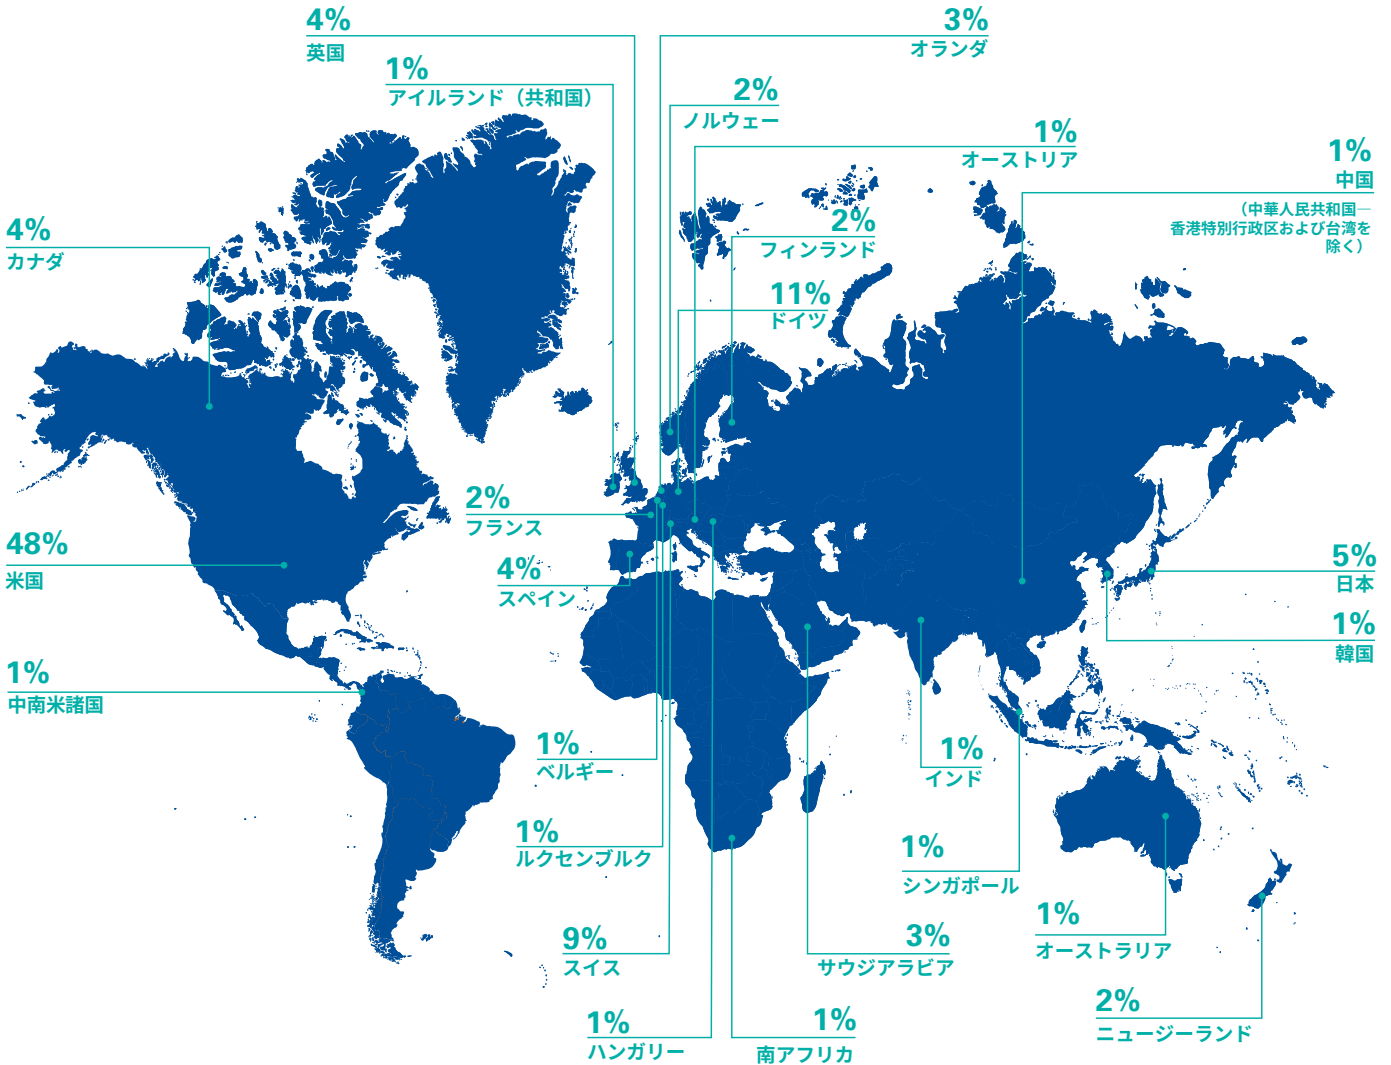 4%
英国
3%
オランダ
1%
アイルランド（共和国）
2%
ノルウェー
1%
オーストリア
1%
中国
（中華人民共和国―
香港特別行政区および台湾を
除く）
4%
カナダ
2%
フィンランド
11%
ドイツ
2%
フランス
48%
米国
4%
スペイン
5%
日本
1%
韓国
1%
中南米諸国
1%
ベルギー
1%
インド
1%
ルクセンブルク
1%
シンガポール
1%
オーストラリア
9%
スイス
3%
サウジアラビア
2%
ニュージーランド
1%
ハンガリー
1%
南アフリカ